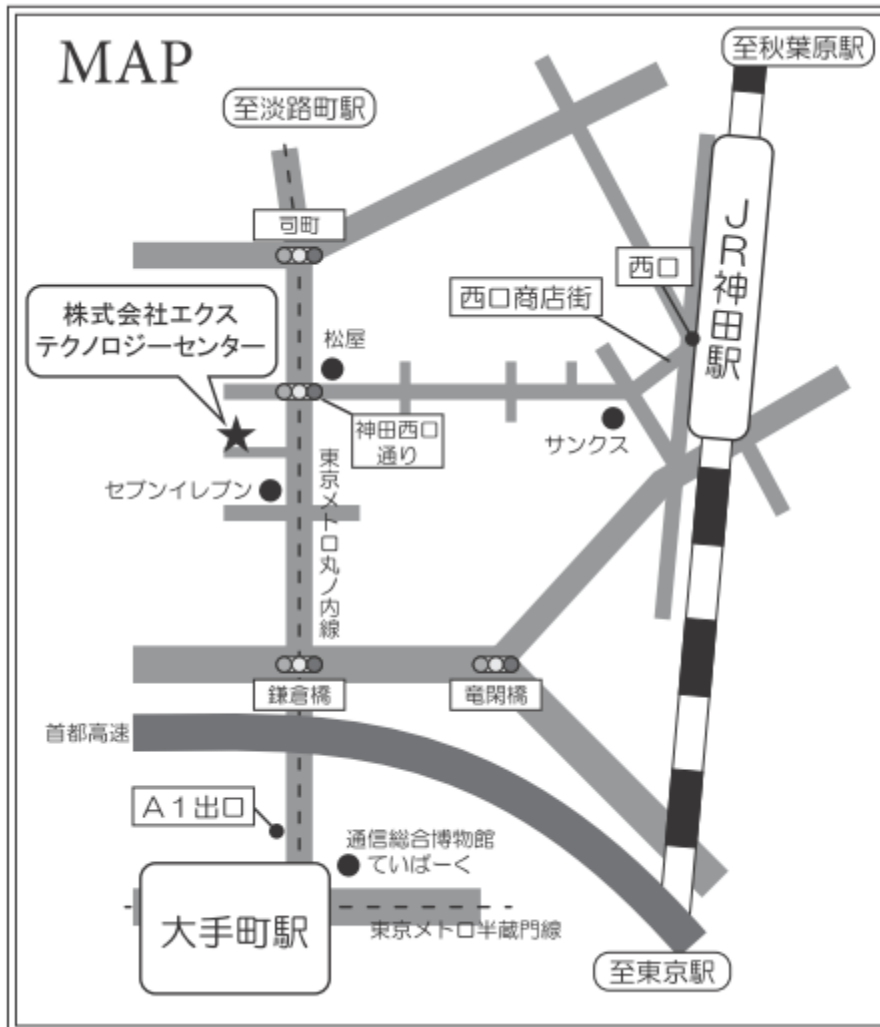 MAP
至秋葉原駅
至淡路町駅
司町
JR神田駅
西口
西口商店街
株式会社エクス
テクノロジーセンター
松屋
神田西口
通り
サンクス
セブンイレブン
東京メトロ丸ノ内線
鎌倉橋
竜閑橋
首都高速
A1出口
通信総合博物館
ていぱーく
大手町駅
東京メトロ半蔵門線
至東京駅